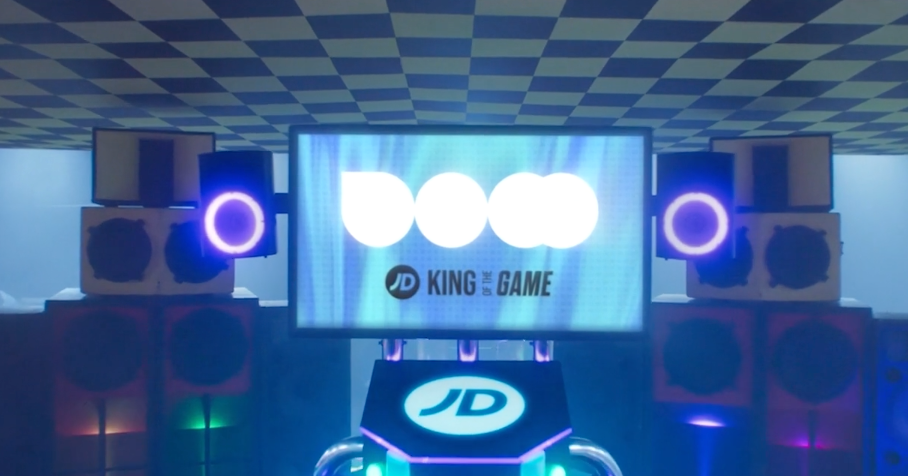 JD KING OF THE GAME
JD